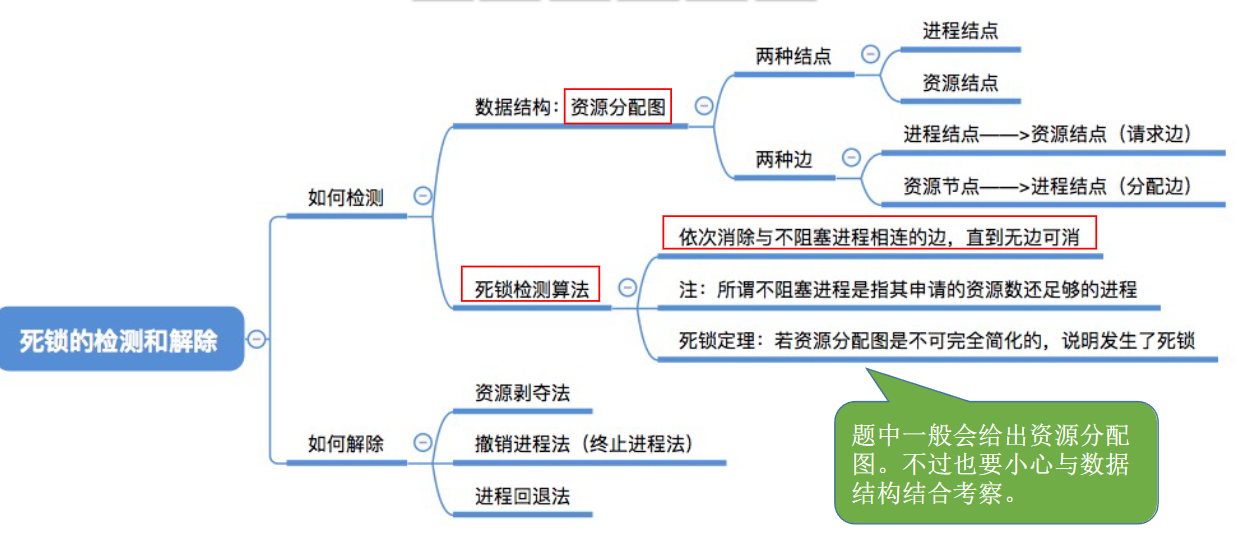 死锁的检测和解除
如何检测
数据结构：资源分配图
两种结点
进程结点
资源结点
两种边
进程结点——>资源结点（请求边）
资源节点——>进程结点（分配边）
死锁检测算法
依次消除与不阻塞进程相连的边，直到无边可消
注：所谓不阻塞进程是指其申请的资源数还足够的进程
死锁定理：若资源分配图是不可完全简化的，说明发生了死锁
如何解除
资源剥夺法
撤销进程法（终止进程法）
进程回退法
题中一般会给出资源分配
图。不过也要小心与数据
结构结合考察。